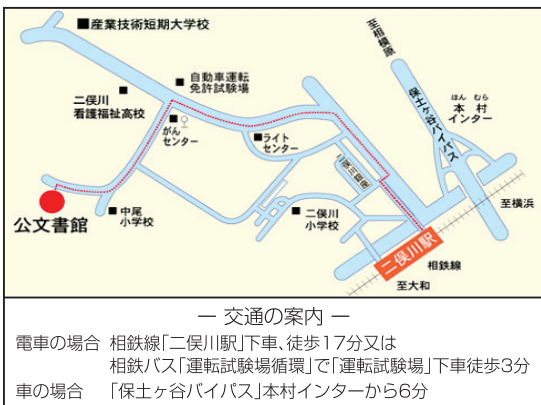 ■産業技術短期大学校
至相模原
自動車運転
免許試験場
二俣川
看護福祉高校
ほん むら
本 村
インター
保土ヶ谷バイパス
がん
センター
ライト
センター
二俣川銀座
至横浜
公文書館
中尾
小学校
二俣川
小学校
二俣川駅
相鉄線
至大和
― 交通の案内 ―
電車の場合 相鉄線「二俣川駅」下車、徒歩17分又は
相鉄バス「運転試験場循環」で「運転試験場」下車徒歩3分
車の場合 「保土ヶ谷バイパス」本村インターから6分